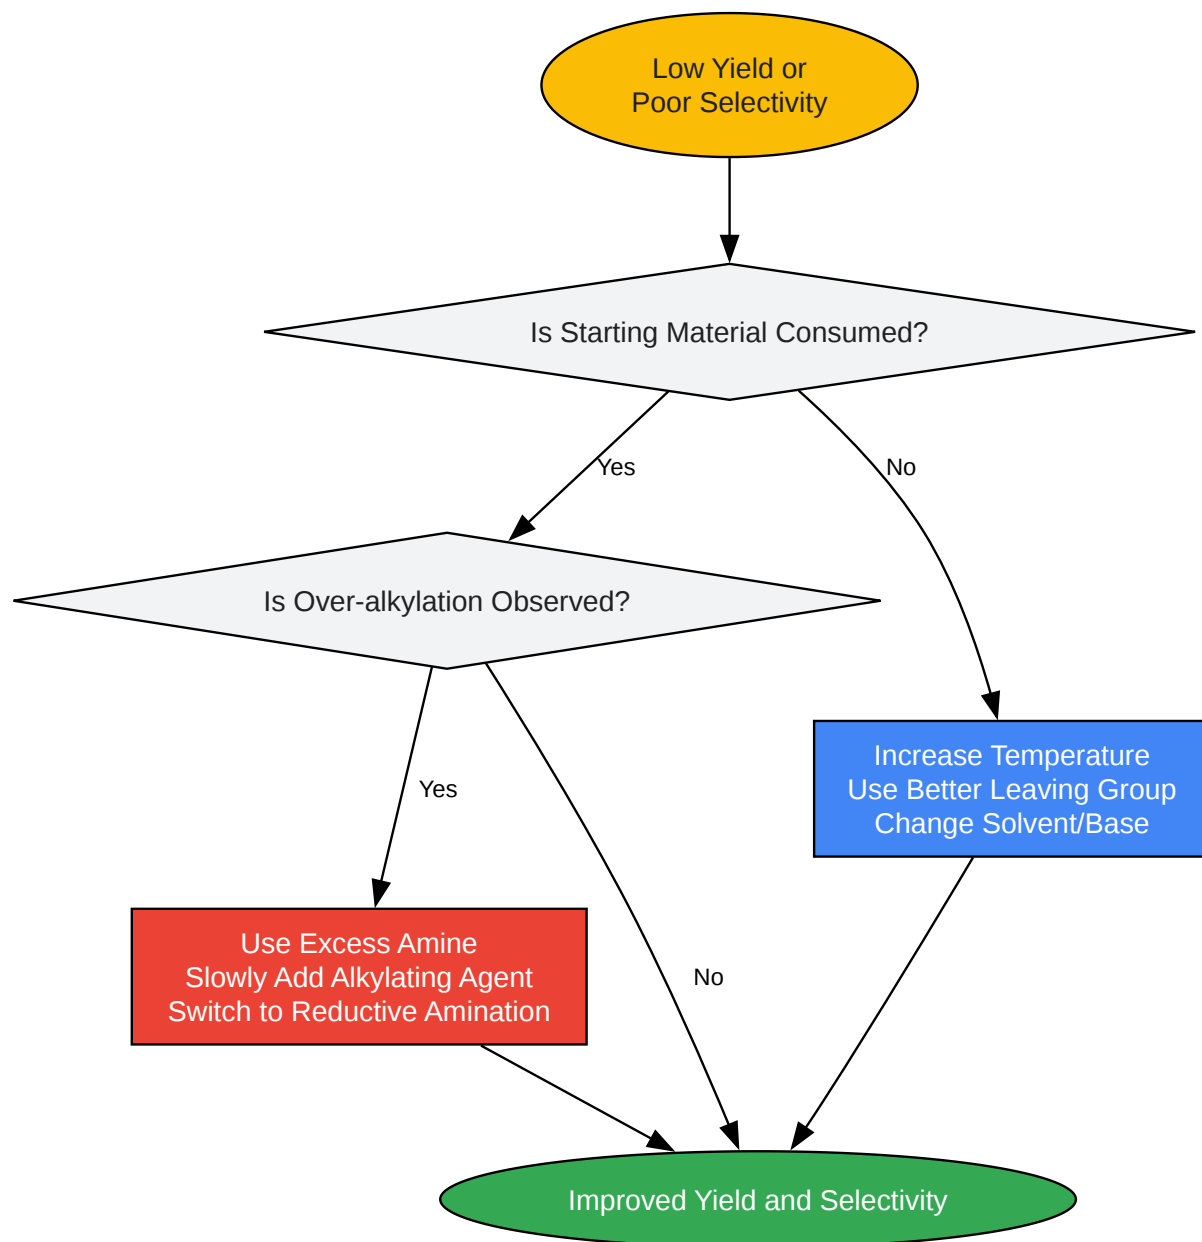 Low Yield or
Poor Selectivity
Is Starting Material Consumed?
Yes
No
Is Over-alkylation Observed?
Increase Temperature
Use Better Leaving Group
Change Solvent/Base
Yes
Use Excess Amine
Slowly Add Alkylating Agent
Switch to Reductive Amination
No
Improved Yield and Selectivity